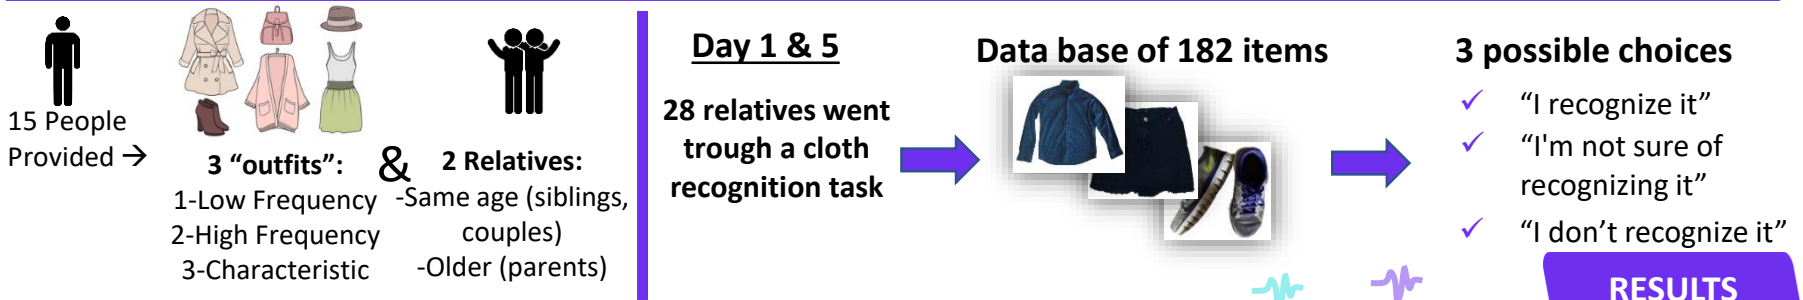 15 People
Provided →
3 “outfits”:
1-Low Frequency
2-High Frequency
3-Characteristic
&
2 Relatives:
-Same age (siblings,
couples)
-Older (parents)
Day 1 & 5
28 relatives went
trough a cloth
recognition task
Data base of 182 items
3 possible choices
✓ “I recognize it”
✓ “I'm not sure of
recognizing it”
✓ “I don’t recognize it”
RESULTS